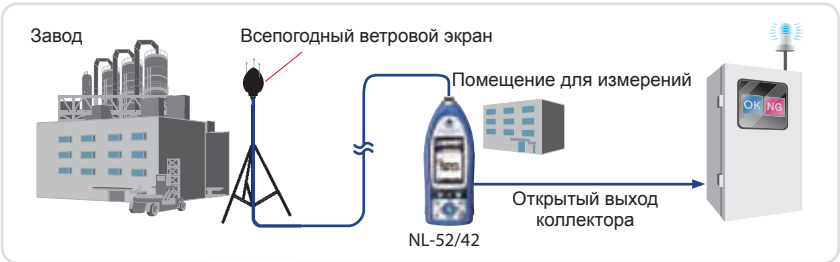 Завод
Всепогодный ветровой экран
Помещение для измерений
OK NG
Открытый выход
коллектора
NL-52/42